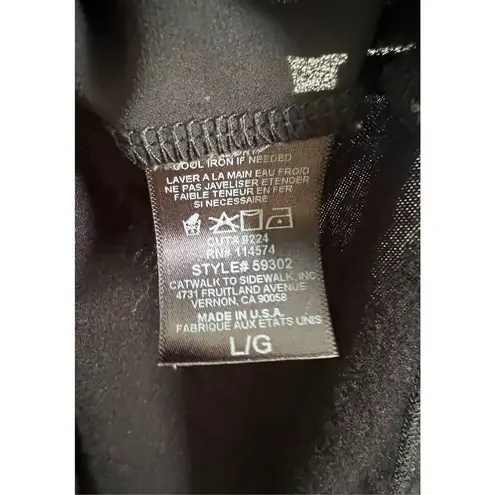 COOL IRON IF NEEDED
LAVER A LA MAIN EAU FROID
NE PAS JAVELISER ETENDER
FAIBLE TENEUR EN FER
SI NECESSAIRE
CUT# 9224
RN# 114574
STYLE# 59302
CATWALK TO SIDEWALK, INC.
4731 FRUITLAND AVENUE
VERNON, CA 90058
MADE IN U.S.A.
FABRIQUE AUX ETATS UNIS
L/G